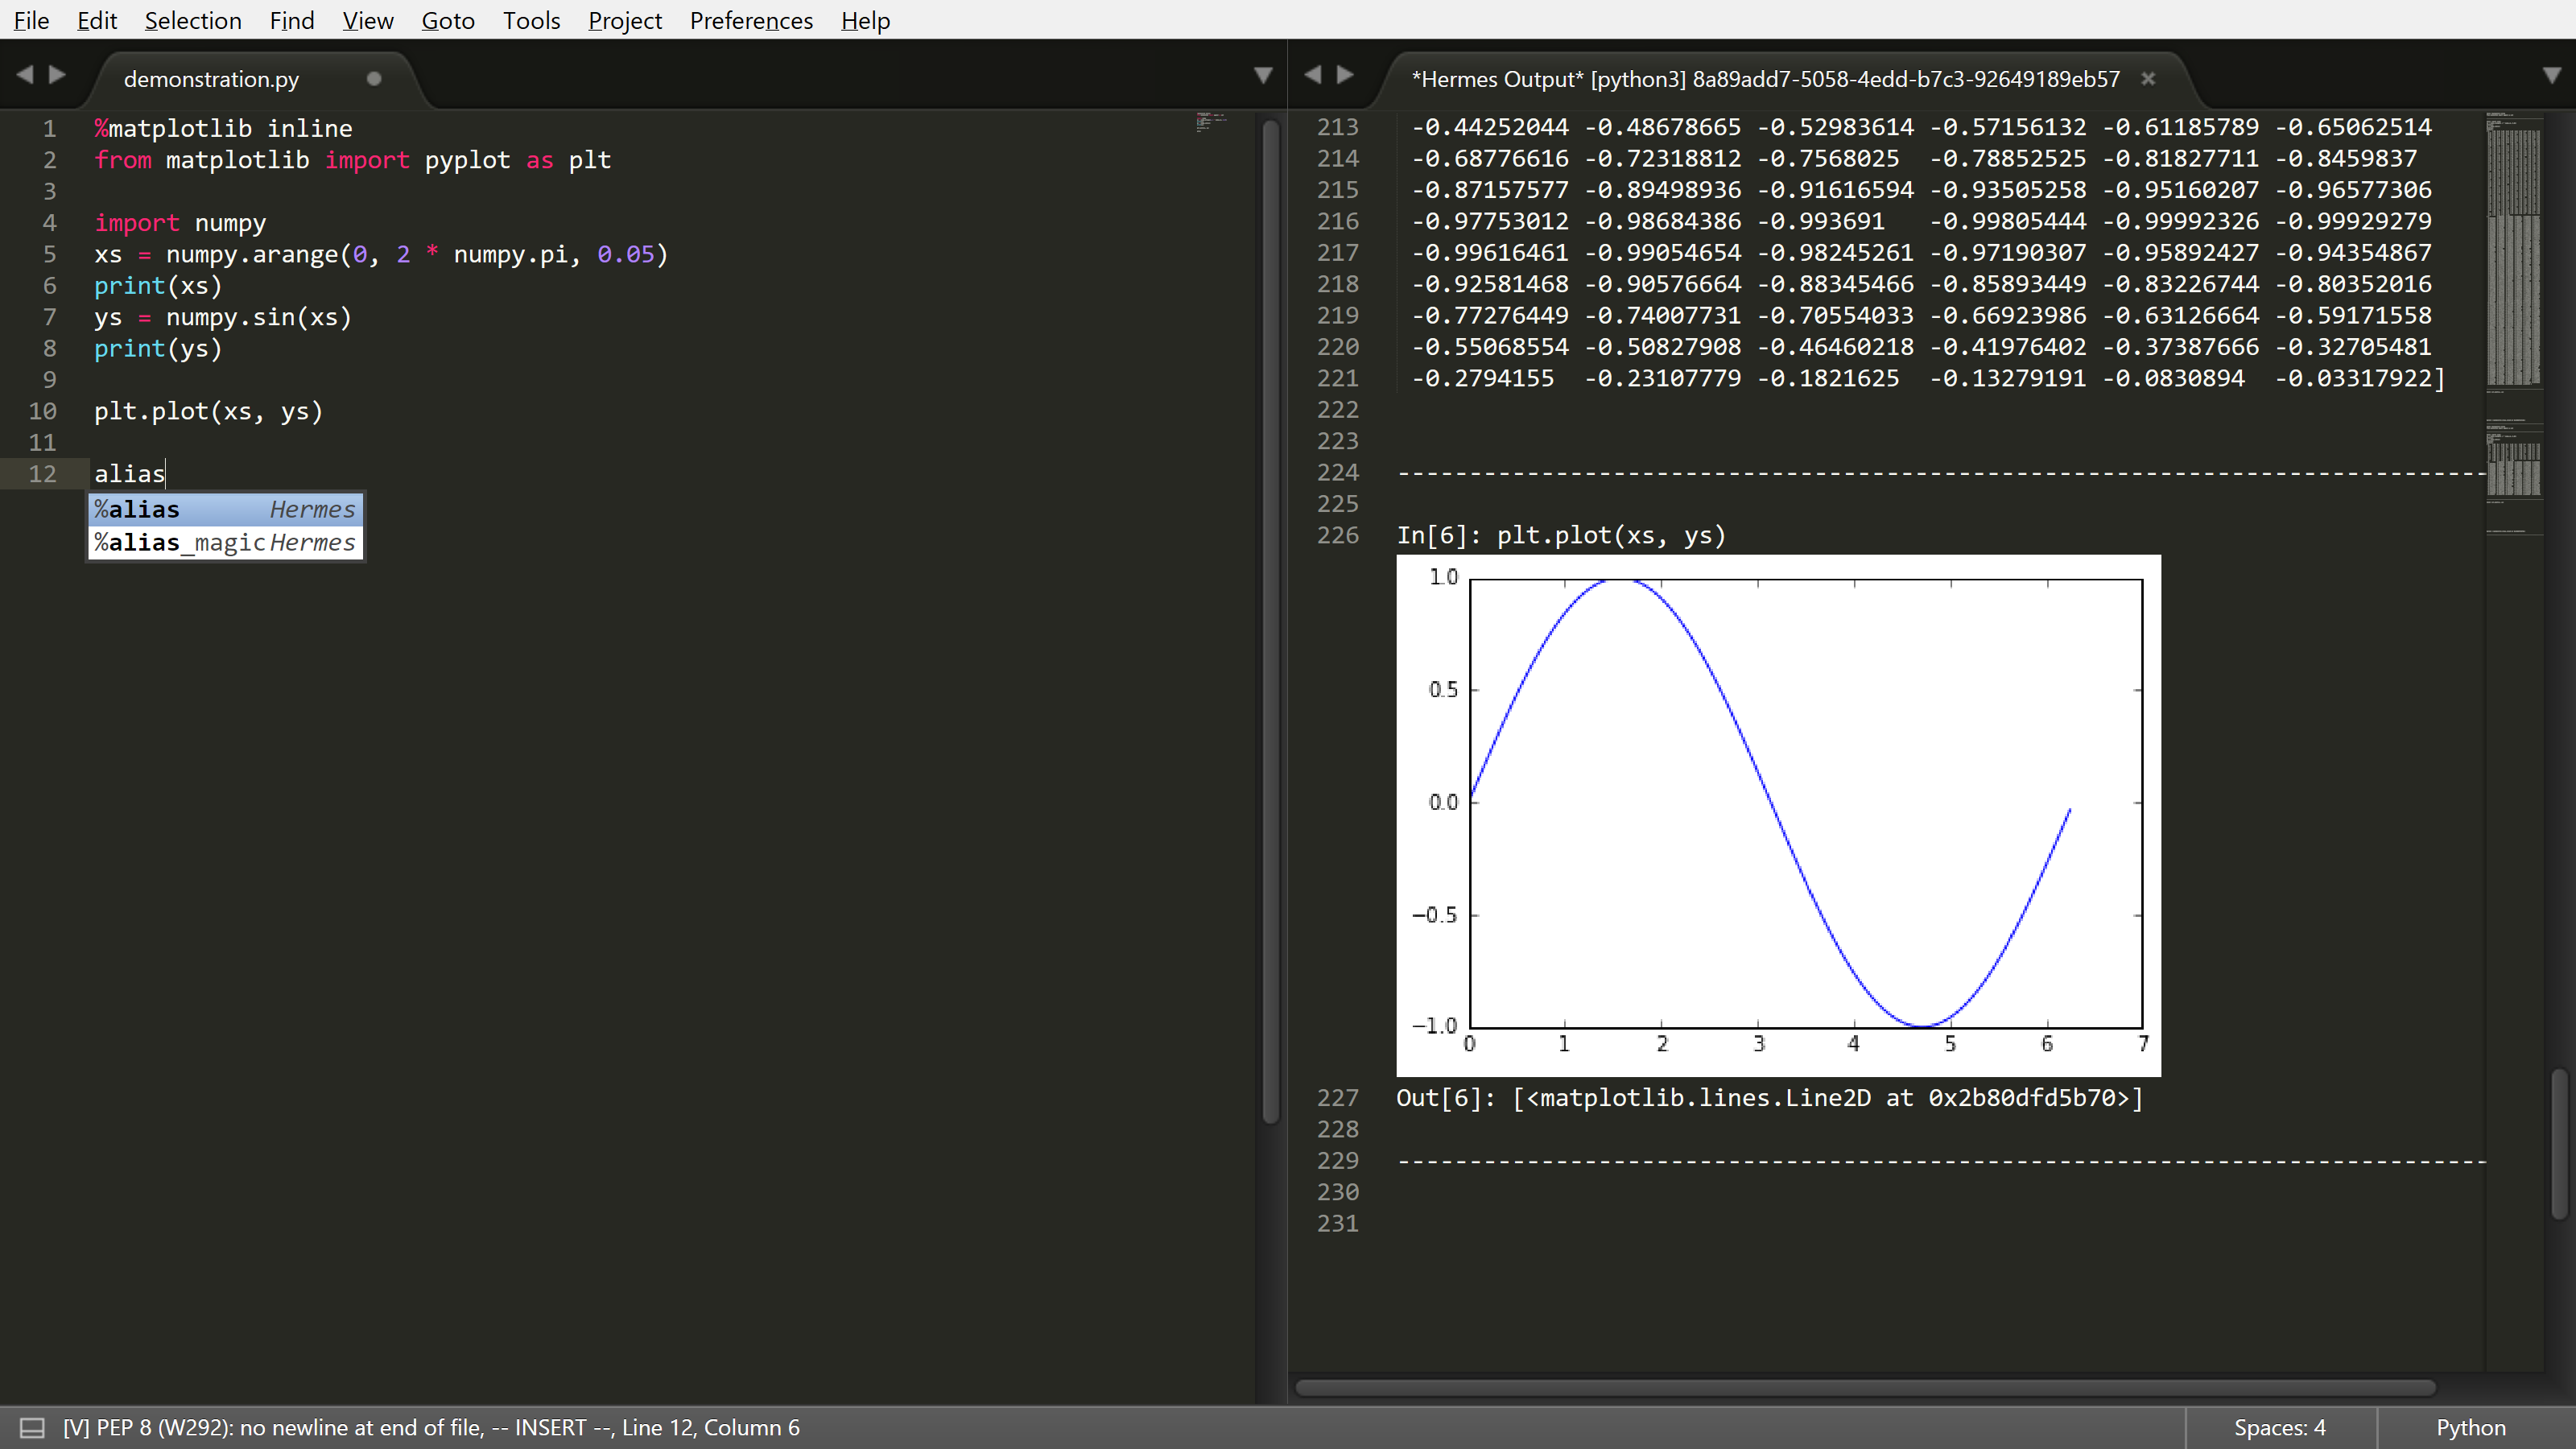 File Edit Selection Find View Goto Tools Project Preferences Help
demonstration.py
1 %matplotlib inline
2 from matplotlib import pyplot as plt
3
4 import numpy
5 xs = numpy.arange(0, 2 * numpy.pi, 0.05)
6 print(xs)
7 ys = numpy.sin(xs)
8 print(ys)
9
10 plt.plot(xs, ys)
11
12 alias
%alias Hermes
%alias_magic Hermes
*Hermes Output* [python3] 8a89add7-5058-4edd-b7c3-92649189eb57
213 -0.44252044 -0.48678665 -0.52983614 -0.57156132 -0.61185789 -0.65062514
214 -0.68776616 -0.72318812 -0.7568025 -0.78852525 -0.81827711 -0.8459837
215 -0.87157577 -0.89498936 -0.91616594 -0.93505258 -0.95160207 -0.96577306
216 -0.97753012 -0.98684386 -0.993691 -0.99805444 -0.99992326 -0.99929279
217 -0.99616461 -0.99054654 -0.98245261 -0.97190307 -0.95892427 -0.94354867
218 -0.92581468 -0.90576664 -0.88345466 -0.85893449 -0.83226744 -0.80352016
219 -0.77276449 -0.74007731 -0.70554033 -0.66923986 -0.63126664 -0.59171558
220 -0.55068554 -0.50827908 -0.46460218 -0.41976402 -0.37387666 -0.32705481
221 -0.2794155 -0.23107779 -0.1821625 -0.13279191 -0.0830894 -0.03317922]
222
223
224 ----------------------------------------------------------------------------
225
226 In[6]: plt.plot(xs, ys)
1.0
0.5
0.0
−0.5
−1.0
0 1 2 3 4 5 6 7
227 Out[6]: [<matplotlib.lines.Line2D at 0x2b80dfd5b70>]
228
229 ----------------------------------------------------------------------------
230
231
[V] PEP 8 (W292): no newline at end of file, -- INSERT --, Line 12, Column 6
Spaces: 4
Python